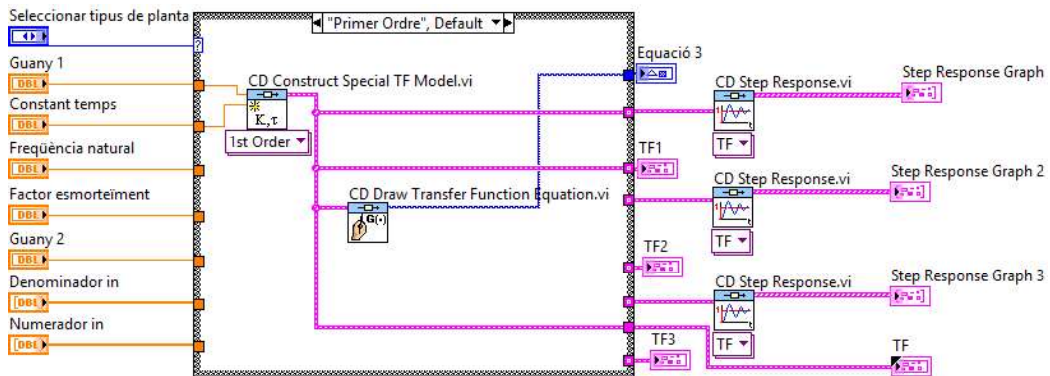 Seleccionar tipus de planta
"Primer Ordre", Default
?
Guany 1
DBL
CD Construct Special TF Model.vi
K,τ
1st Order
Constant temps
DBL
Freqüència natural
DBL
Factor esmorteïment
DBL
Guany 2
DBL
Denominador in
[DBL]
Numerador in
[DBL]
CD Draw Transfer Function Equation.vi
G(·)
Equació 3
CD Step Response.vi
1
t
TF
Step Response Graph
TF1
CD Step Response.vi
1
t
TF
Step Response Graph 2
TF2
CD Step Response.vi
1
t
TF
Step Response Graph 3
TF3
TF